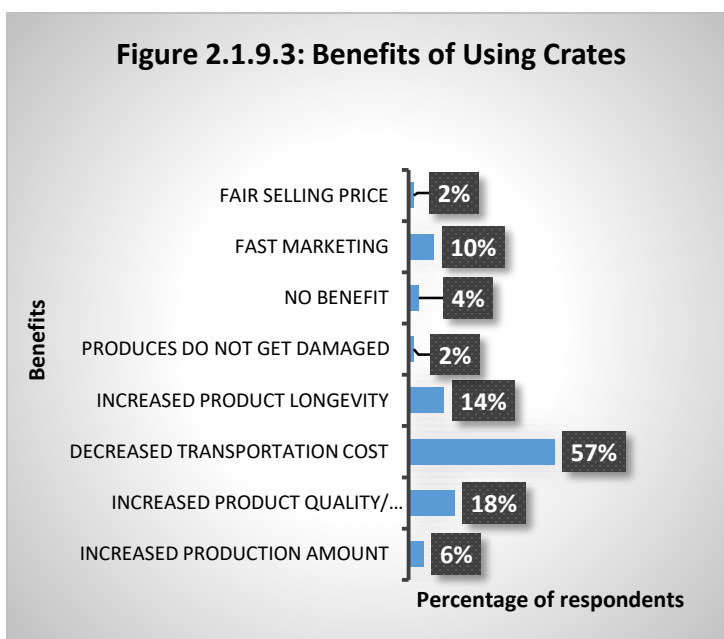 Figure 2.1.9.3: Benefits of Using Crates
Benefits
FAIR SELLING PRICE 2%
FAST MARKETING 10%
NO BENEFIT 4%
PRODUCES DO NOT GET DAMAGED 2%
INCREASED PRODUCT LONGEVITY 14%
DECREASED TRANSPORTATION COST 57%
INCREASED PRODUCT QUALITY/… 18%
INCREASED PRODUCTION AMOUNT 6%
Percentage of respondents